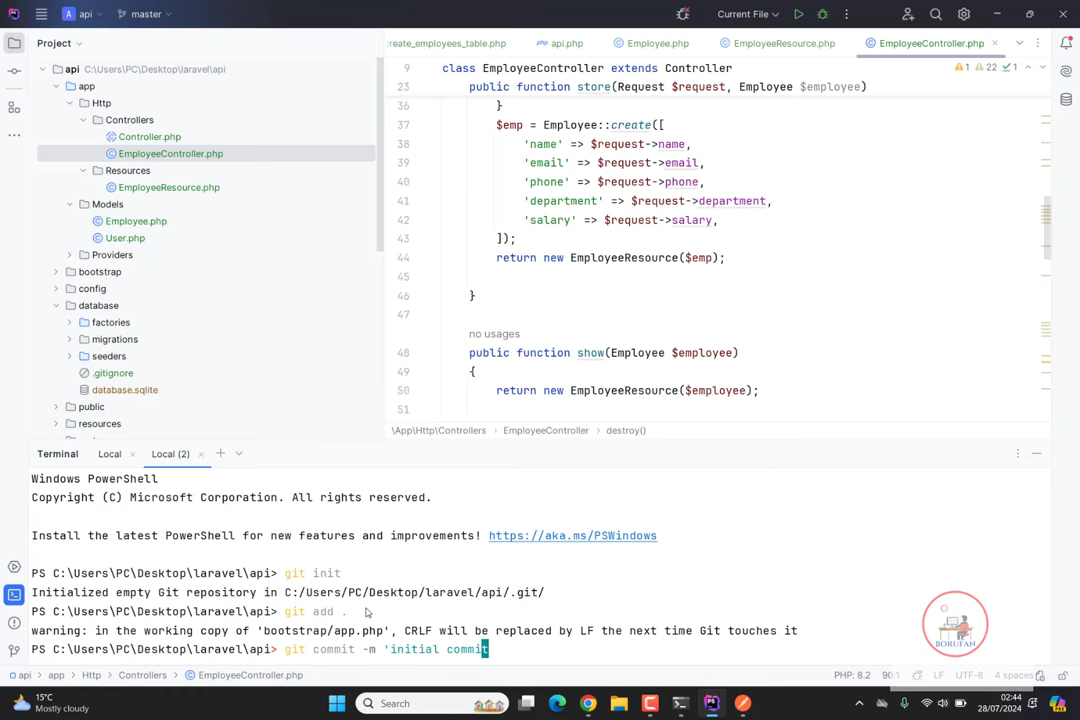 api
master
Current File
Project
reate_employees_table.php
api.php
Employee.php
EmployeeResource.php
EmployeeController.php
api C:\Users\PC\Desktop\laravel\api
app
Http
Controllers
Controller.php
EmployeeController.php
Resources
EmployeeResource.php
Models
Employee.php
User.php
Providers
bootstrap
config
database
factories
migrations
seeders
.gitignore
database.sqlite
public
resources
1 22 1
9 class EmployeeController extends Controller
23 public function store(Request $request, Employee $employee)
36 }
37 $emp = Employee::create([
38 'name' => $request->name,
39 'email' => $request->email,
40 'phone' => $request->phone,
41 'department' => $request->department,
42 'salary' => $request->salary,
43 ]);
44 return new EmployeeResource($emp);
45
46 }
47
no usages
48 public function show(Employee $employee)
49 {
50 return new EmployeeResource($employee);
51
\App\Http\Controllers EmployeeController destroy()
Terminal Local Local (2)
Windows PowerShell
Copyright (C) Microsoft Corporation. All rights reserved.
Install the latest PowerShell for new features and improvements! https://aka.ms/PSWindows
PS C:\Users\PC\Desktop\laravel\api> git init
Initialized empty Git repository in C:/Users/PC/Desktop/laravel/api/.git/
PS C:\Users\PC\Desktop\laravel\api> git add .
warning: in the working copy of 'bootstrap/app.php', CRLF will be replaced by LF the next time Git touches it
PS C:\Users\PC\Desktop\laravel\api> git commit -m 'initial commit
BORUFAN
api app Http Controllers EmployeeController.php
PHP: 8.2 LF UTF-8 4 spaces
15°C
Mostly cloudy
Search
02:44
28/07/2024